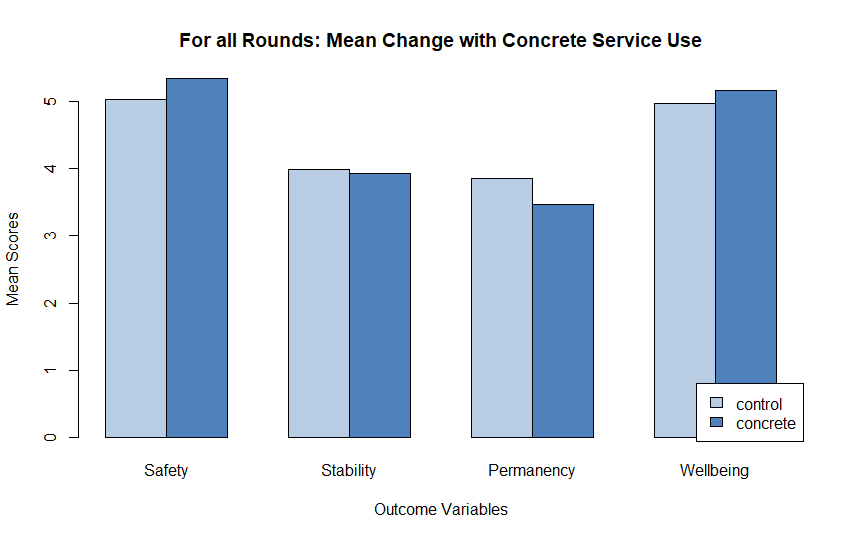 For all Rounds: Mean Change with Concrete Service Use
Mean Scores
5
4
3
2
1
0
control
concrete
Safety Stability Permanency Wellbeing
Outcome Variables